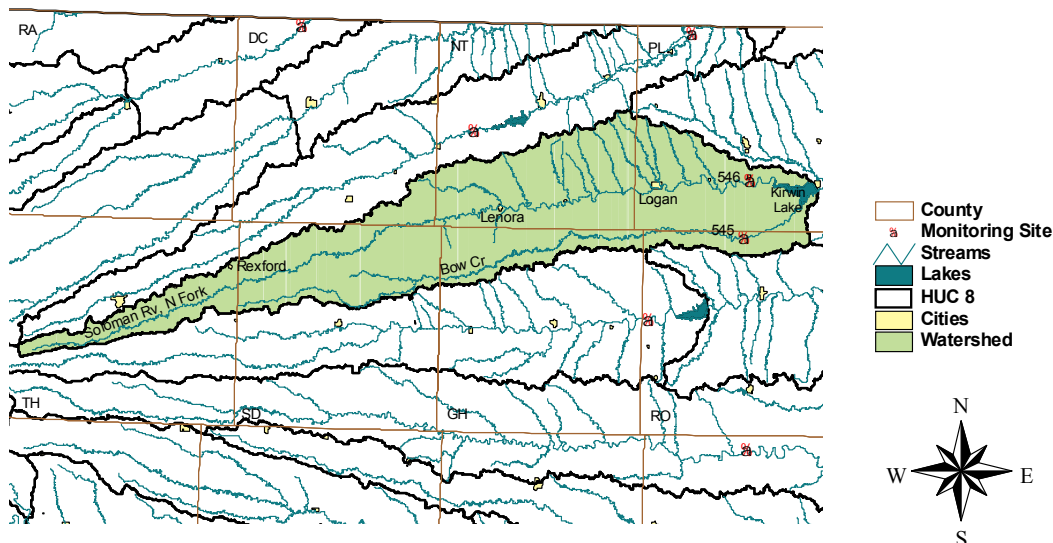 RA
DC
NT
PL
546
Kirwin
Lake
Logan
Lenora
545
Bow Cr
Rexford
Soloman Rv, N Fork
TH
SD
GH
RO
County
Monitoring Site
Streams
Lakes
HUC 8
Cities
Watershed
N
W
E
S